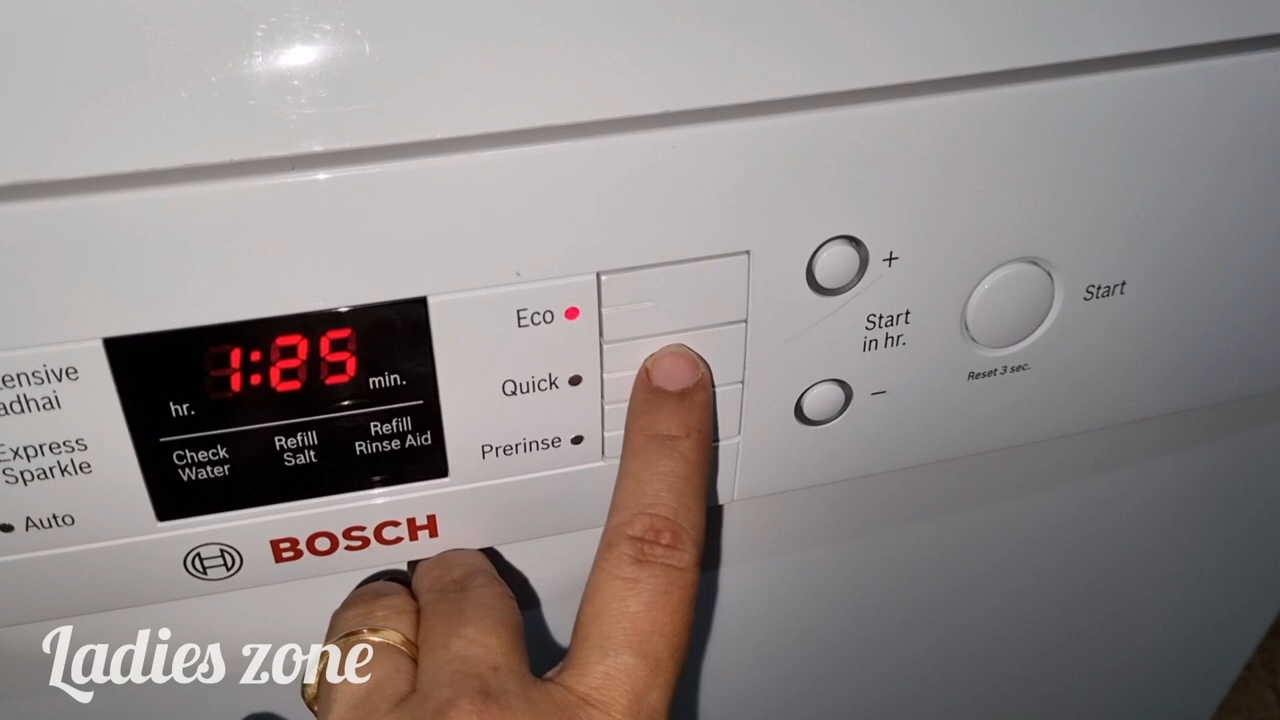 tensive
adhai
Express
Sparkle
Auto
1:25
hr.
min.
Check
Water
Refill
Salt
Refill
Rinse Aid
BOSCH
Eco
Quick
Prerinse
+
Start
in hr.
−
Start
Reset 3 sec.
Ladies zone